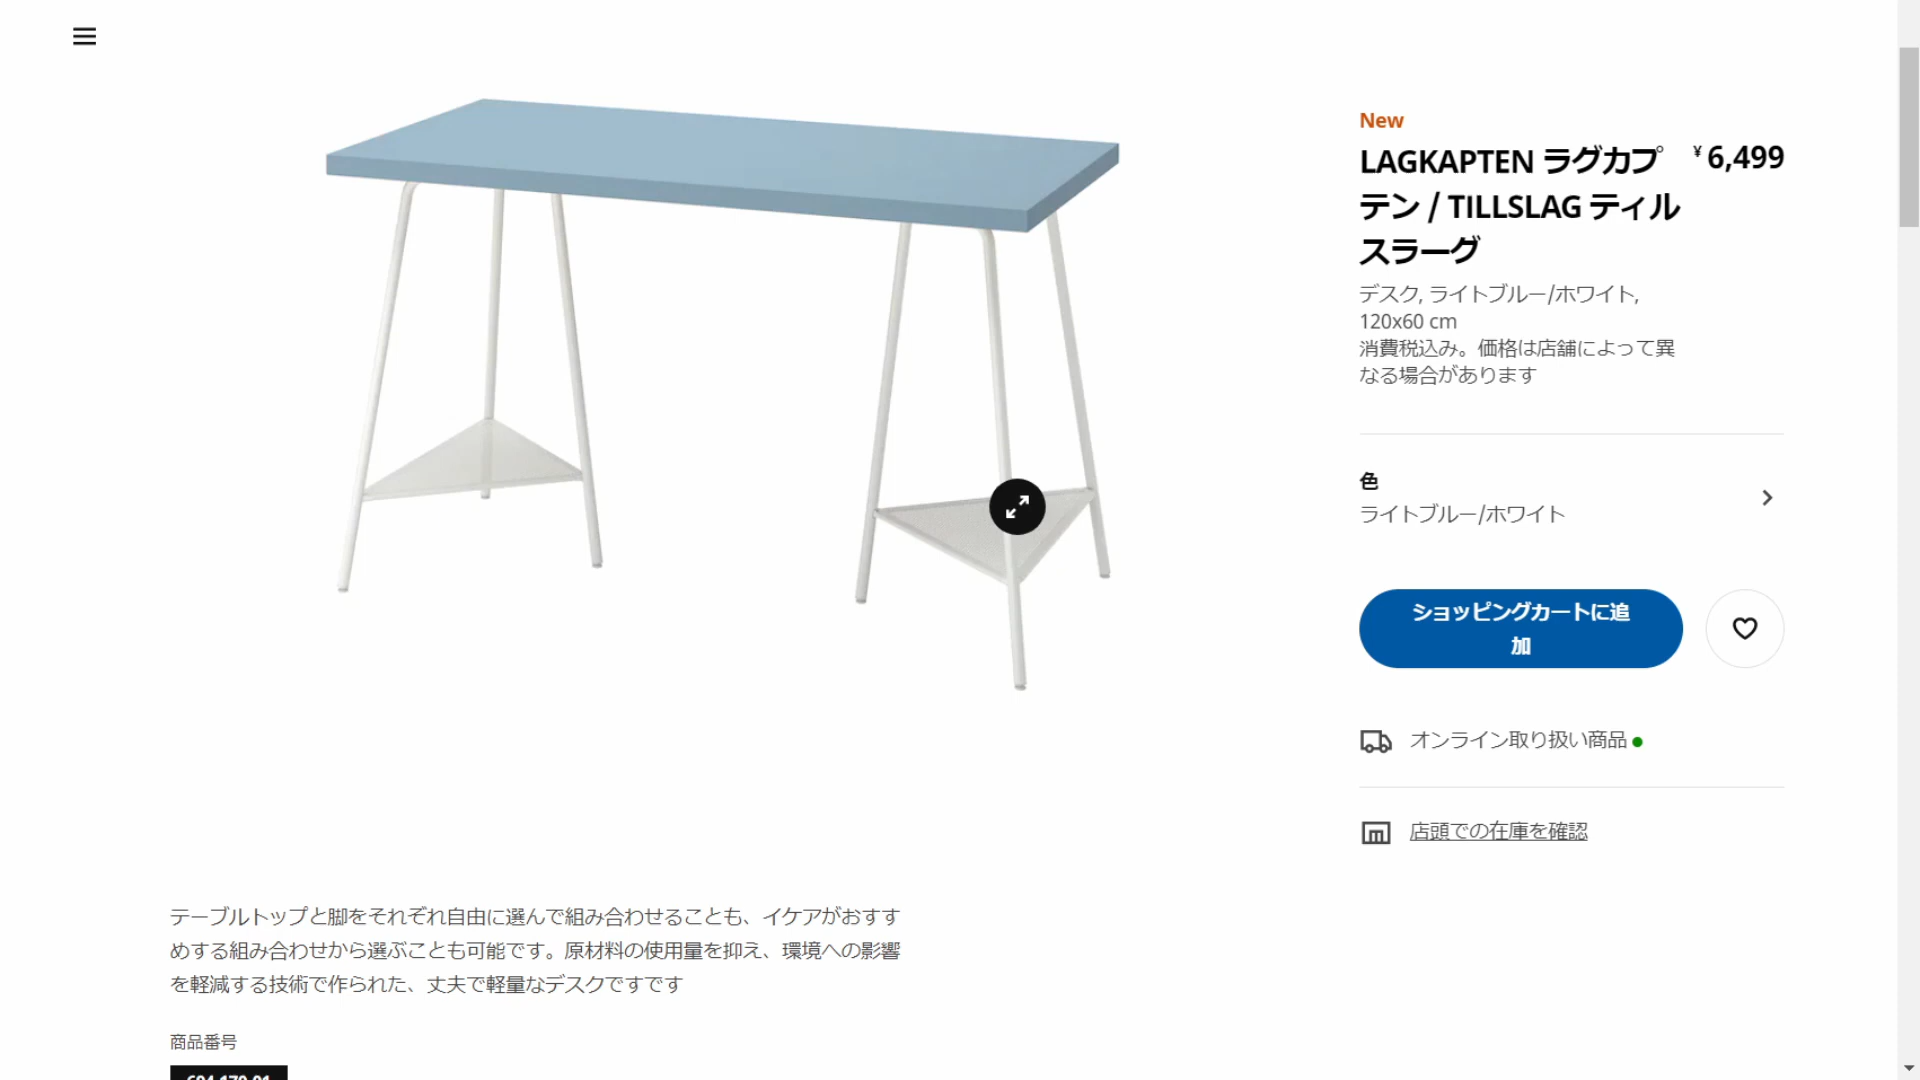 New
LAGKAPTEN ラグカプ
テン / TILLSLAG ティル
スラーグ
¥6,499
デスク, ライトブルー/ホワイト,
120x60 cm
消費税込み。価格は店舗によって異
なる場合があります
色
ライトブルー/ホワイト
ショッピングカートに追
加
オンライン取り扱い商品
店頭での在庫を確認
テーブルトップと脚をそれぞれ自由に選んで組み合わせることも、イケアがおすす
めする組み合わせから選ぶことも可能です。原材料の使用量を抑え、環境への影響
を軽減する技術で作られた、丈夫で軽量なデスクですです
商品番号